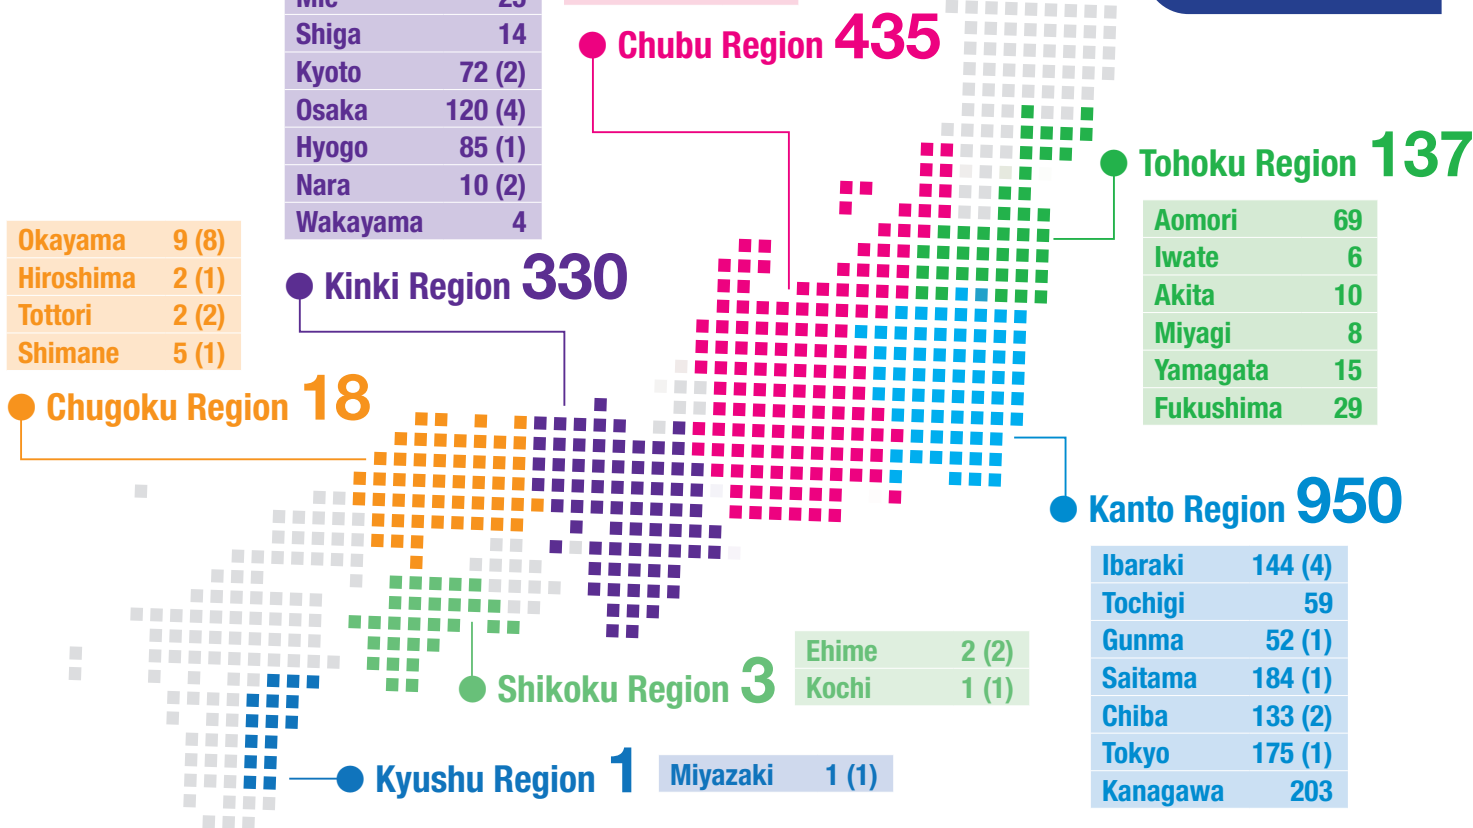 Mie 25
Shiga 14
Kyoto 72 (2)
Osaka 120 (4)
Hyogo 85 (1)
Nara 10 (2)
Wakayama 4
Kinki Region 330
Chubu Region 435
Tohoku Region 137
Aomori 69
Iwate 6
Akita 10
Miyagi 8
Yamagata 15
Fukushima 29
Okayama 9 (8)
Hiroshima 2 (1)
Tottori 2 (2)
Shimane 5 (1)
Chugoku Region 18
Kanto Region 950
Ibaraki 144 (4)
Tochigi 59
Gunma 52 (1)
Saitama 184 (1)
Chiba 133 (2)
Tokyo 175 (1)
Kanagawa 203
Shikoku Region 3
Ehime 2 (2)
Kochi 1 (1)
Kyushu Region 1
Miyazaki 1 (1)